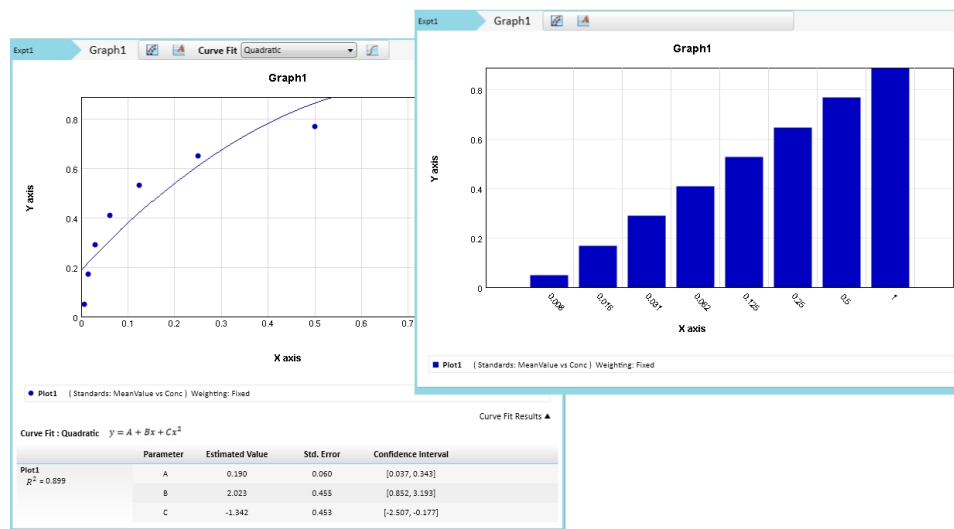 Expt1 Graph1 Curve Fit Quadratic
Graph1
Y axis
0.8
0.6
0.4
0.2
0
0 0.1 0.2 0.3 0.4 0.5 0.6 0.7
X axis
Plot1 ( Standards: MeanValue vs Conc ) Weighting: Fixed
Curve Fit Results ▲
Curve Fit : Quadratic y = A + Bx + Cx²
Parameter Estimated Value Std. Error Confidence Interval
Plot1
R² = 0.899
A 0.190 0.060 [0.037, 0.343]
B 2.023 0.455 [0.852, 3.193]
C -1.342 0.453 [-2.507, -0.177]
Expt1 Graph1
Graph1
Y axis
0.8
0.6
0.4
0.2
0
0.008 0.016 0.031 0.062 0.125 0.25 0.5 1
X axis
Plot1 ( Standards: MeanValue vs Conc ) Weighting: Fixed